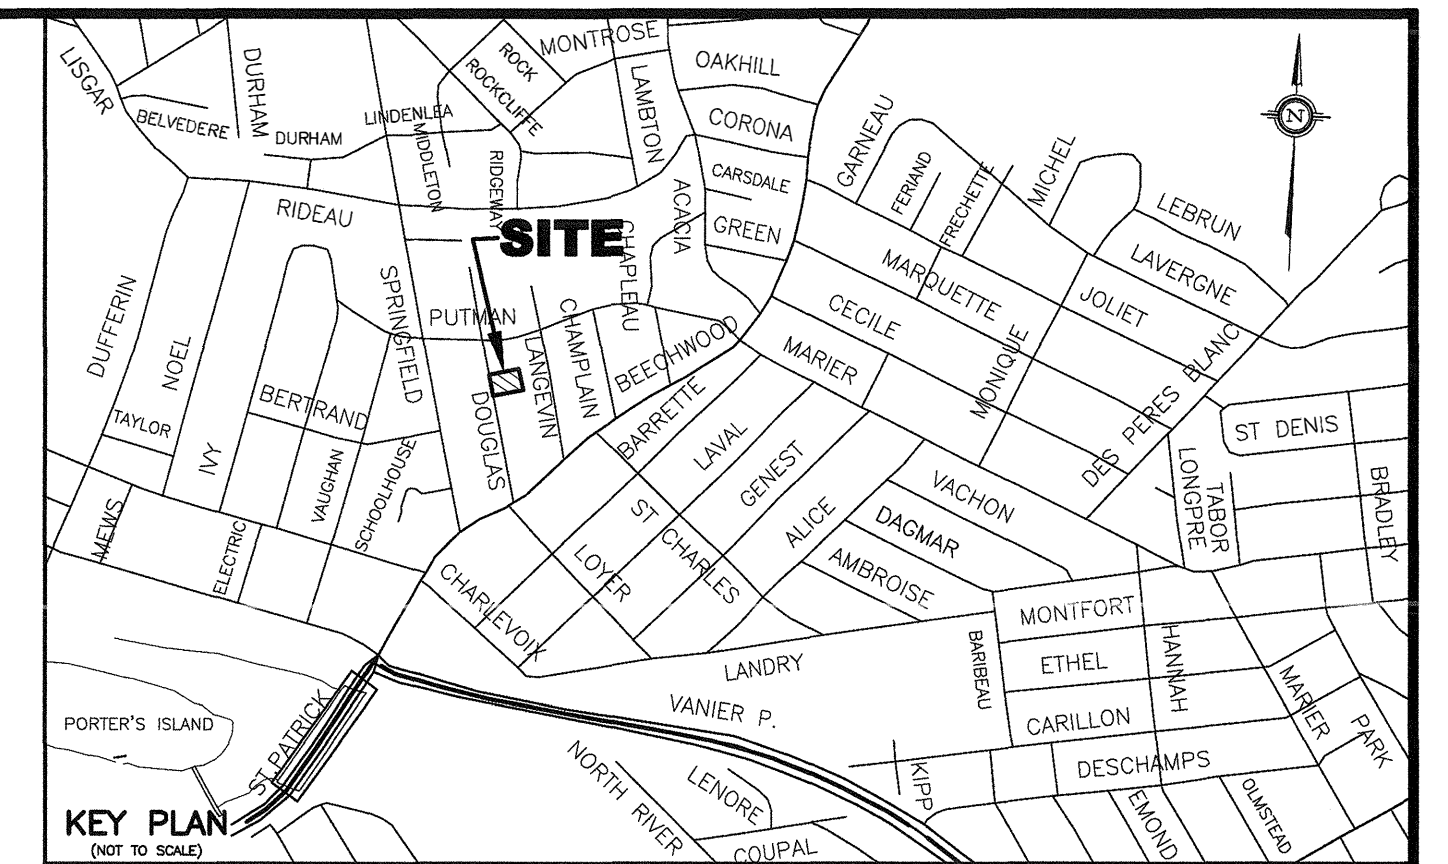 LISGAR
DURHAM
BELVEDERE
DURHAM
LINDENLEA
MIDDLETON
ROCK
ROCKCLIFFE
MONTROSE
LAMBTON
OAKHILL
CORONA
CARSDALE
GREEN
ACACIA
RIDGEWAY
RIDEAU
SITE
CHAPLEAU
GARNEAU
FERIAND
FRECHETTE
MICHEL
LEBRUN
LAVERGNE
JOLIET
MARQUETTE
CECILE
MARIER
MONIQUE
DES PERES BLANC
N
DUFFERIN
NOEL
TAYLOR
IVY
BERTRAND
SPRINGFIELD
PUTMAN
LANGEVIN
CHAMPLAIN
BEECHWOOD
DOUGLAS
VAUGHAN
SCHOOLHOUSE
MEWS
ELECTRIC
BARRETTE
LAVAL
GENEST
ALICE
ST CHARLES
LOYER
CHARLEVOIX
VACHON
DAGMAR
AMBROISE
ST DENIS
TABOR
LONGPRE
BRADLEY
MONTFORT
ETHEL
CARILLON
DESCHAMPS
BARIBEAU
HANNAH
MARIER
PARK
LANDRY
VANIER P.
KIPP
EMOND
OLMSTEAD
NORTH RIVER
LENORE
COUPAL
PORTER'S ISLAND
ST. PATRICK
KEY PLAN
(NOT TO SCALE)